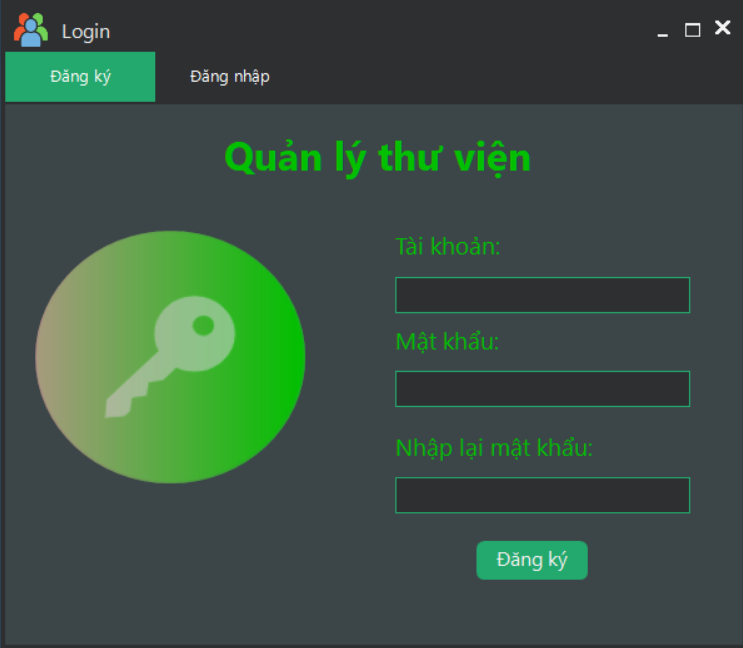 Login
Đăng ký
Đăng nhập
Quản lý thư viện
Tài khoản:
Mật khẩu:
Nhập lại mật khẩu:
Đăng ký